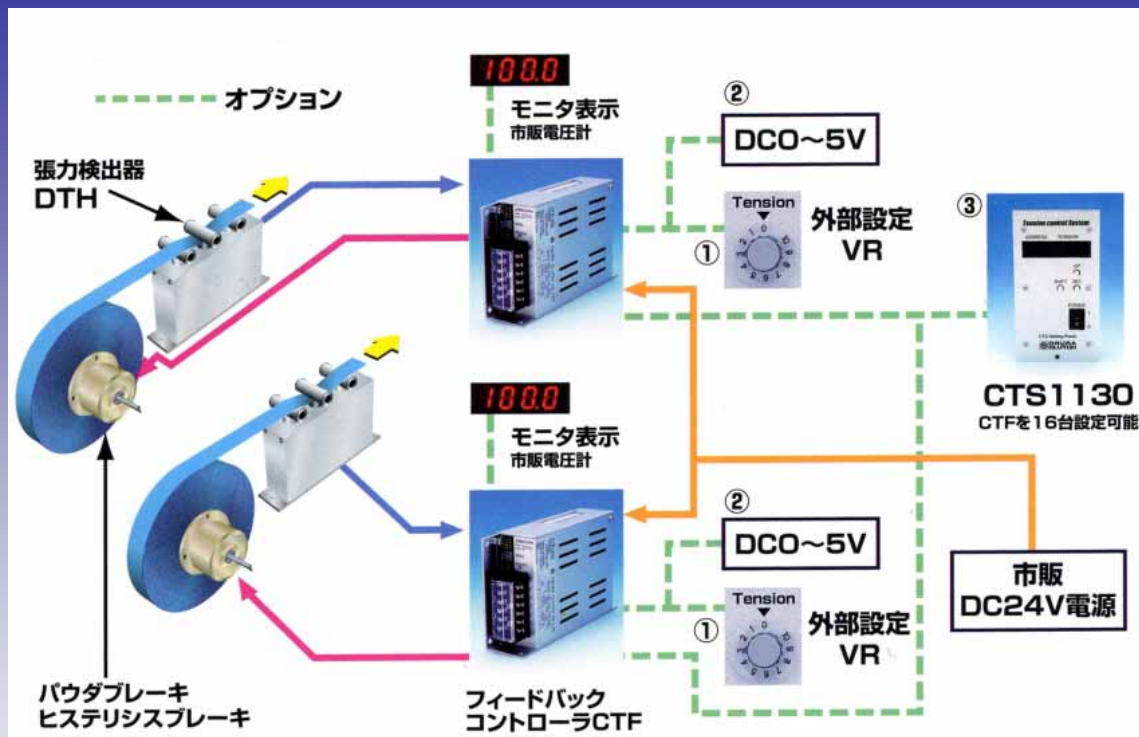 オプション
100.0
モニタ表示
市販電圧計
②
DC0～5V
張力検出器
DTH
Tension
①
外部設定
VR
③
Tension control System
CTS1130
CTFを16台設定可能
100.0
モニタ表示
市販電圧計
②
DC0～5V
Tension
①
外部設定
VR
市販
DC24V電源
パウダブレーキ
ヒステリシスブレーキ
フィードバック
コントローラCTF